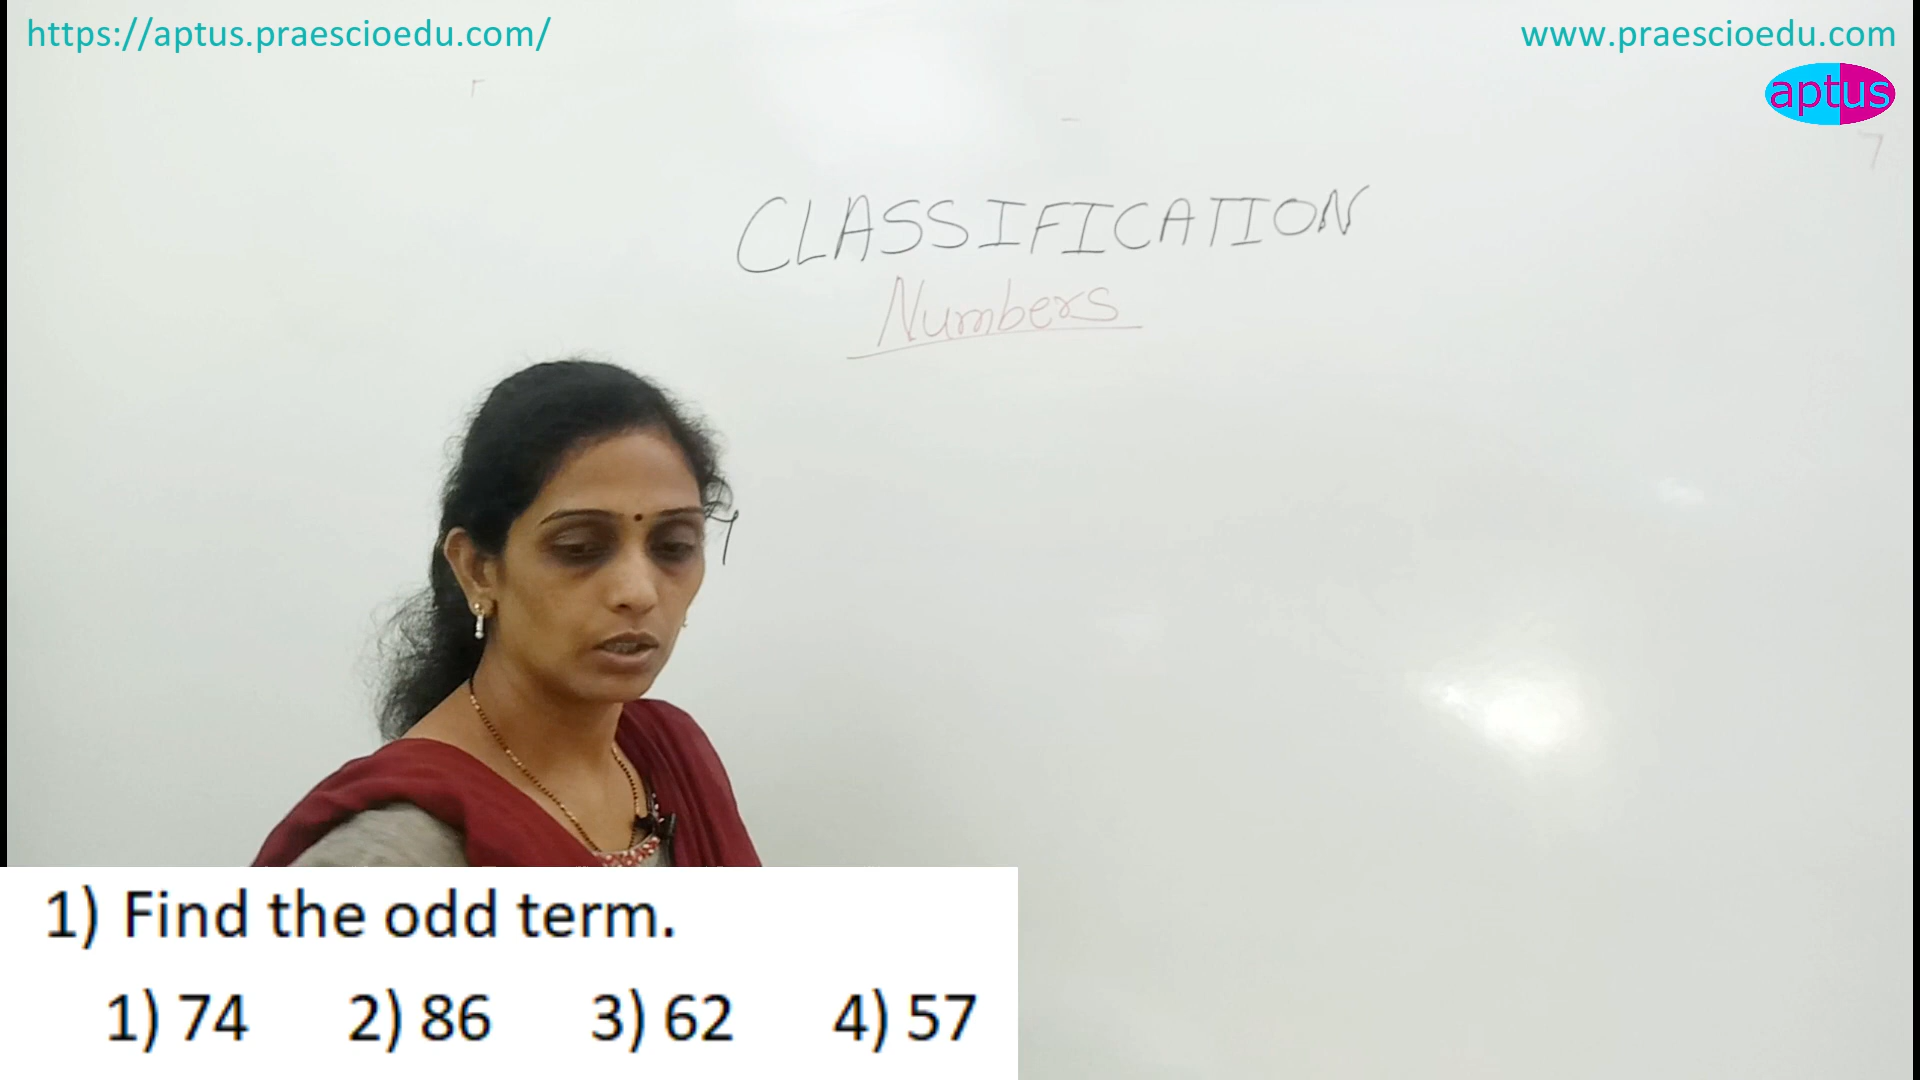 https://aptus.praescioedu.com/
www.praescioedu.com
aptus
CLASSIFICATION
Numbers
1) Find the odd term.
1) 74 2) 86 3) 62 4) 57